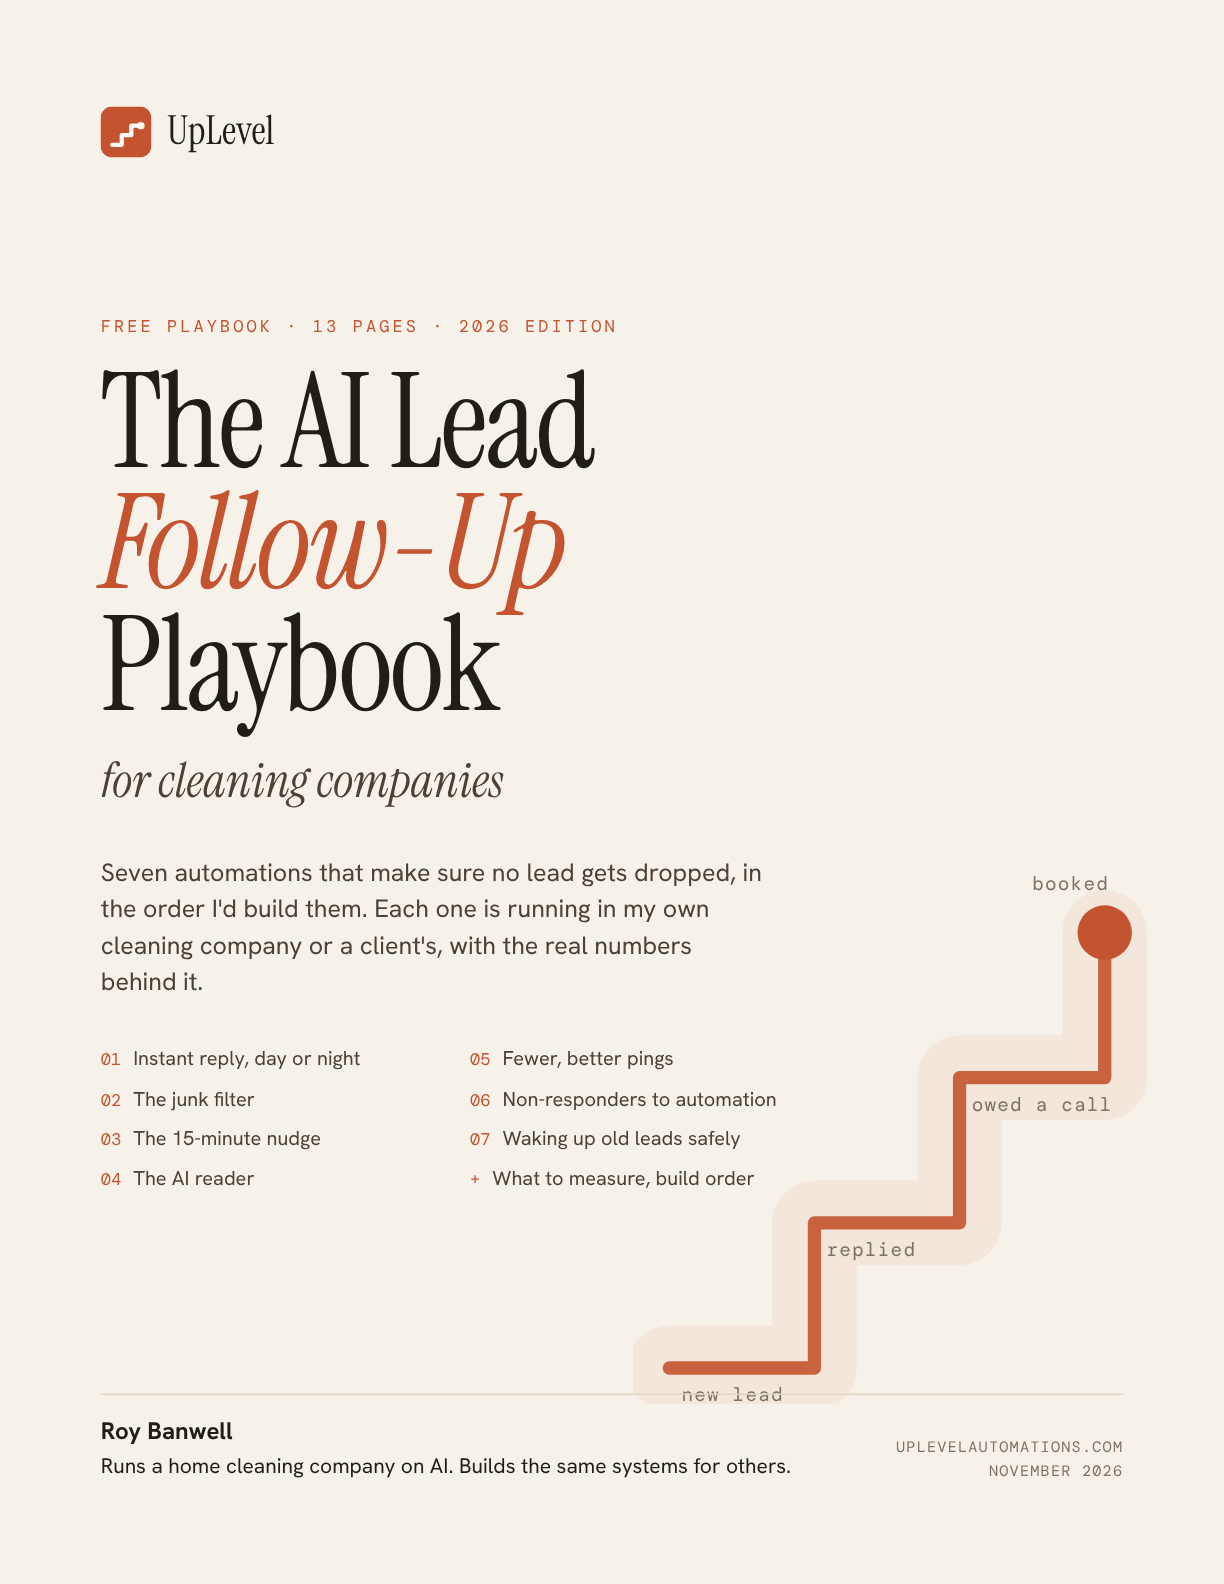 UpLevel
FREE PLAYBOOK · 13 PAGES · 2026 EDITION
The AI Lead
Follow-Up
Playbook
for cleaning companies
Seven automations that make sure no lead gets dropped, in
the order I'd build them. Each one is running in my own
cleaning company or a client's, with the real numbers
behind it.
01 Instant reply, day or night
02 The junk filter
03 The 15-minute nudge
04 The AI reader
05 Fewer, better pings
06 Non-responders to automation
07 Waking up old leads safely
+ What to measure, build order
booked
owed a call
replied
new lead
Roy Banwell
Runs a home cleaning company on AI. Builds the same systems for others.
UPLEVELAUTOMATIONS.COM
NOVEMBER 2026